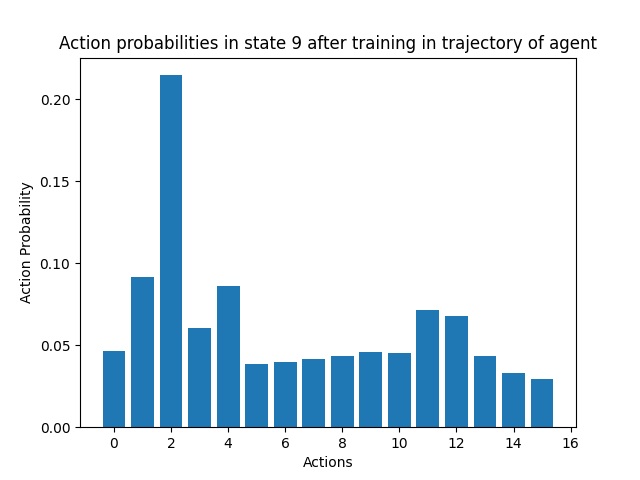 Action probabilities in state 9 after training in trajectory of agent
0.20
0.15
0.10
0.05
0.00
Action Probability
0 2 4 6 8 10 12 14 16
Actions